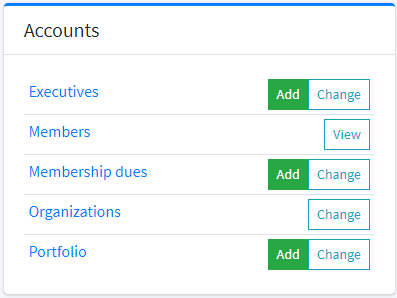 Accounts
Executives Add Change
Members View
Membership dues Add Change
Organizations Change
Portfolio Add Change